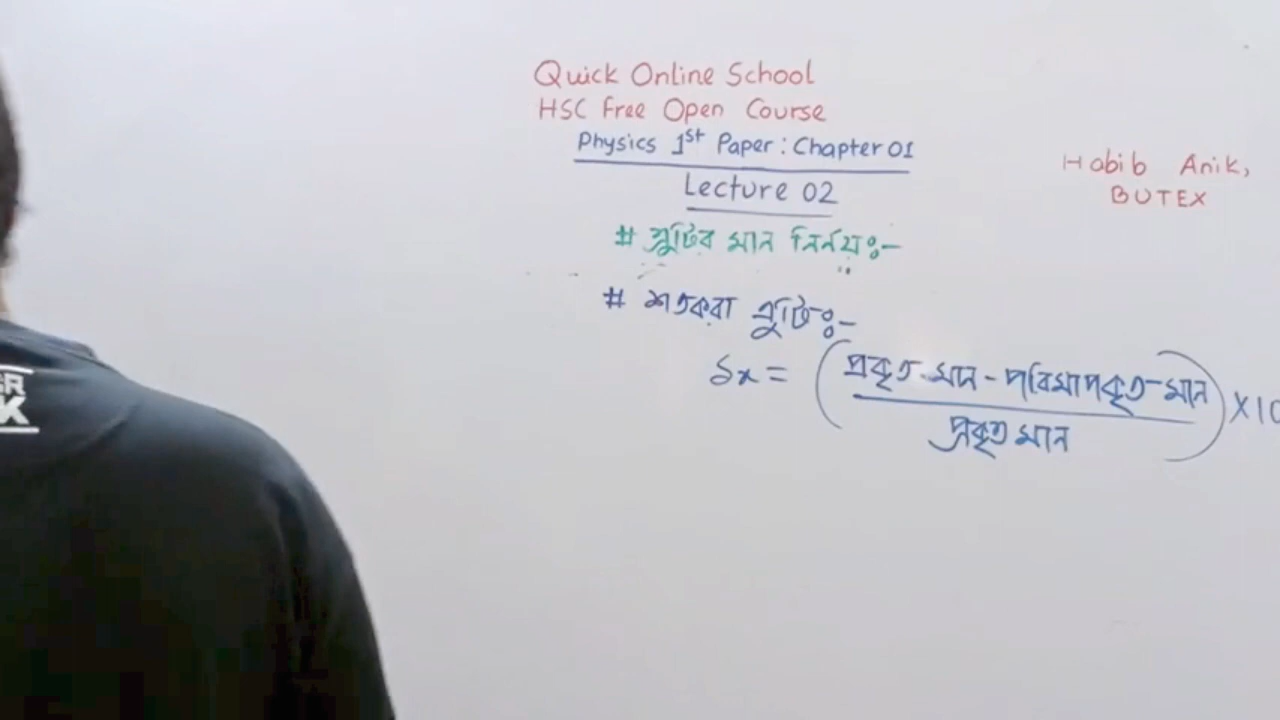 Quick Online School
HSC Free Open Course
Physics 1st Paper : Chapter 01
Lecture 02
Habib Anik,
BUTEX
# ত্রুটির মান নির্নয়ঃ-
# শতকরা ত্রুটিঃ-
δx = (প্রকৃত মান - পরিমাপকৃত মান
প্রকৃত মান) ×10